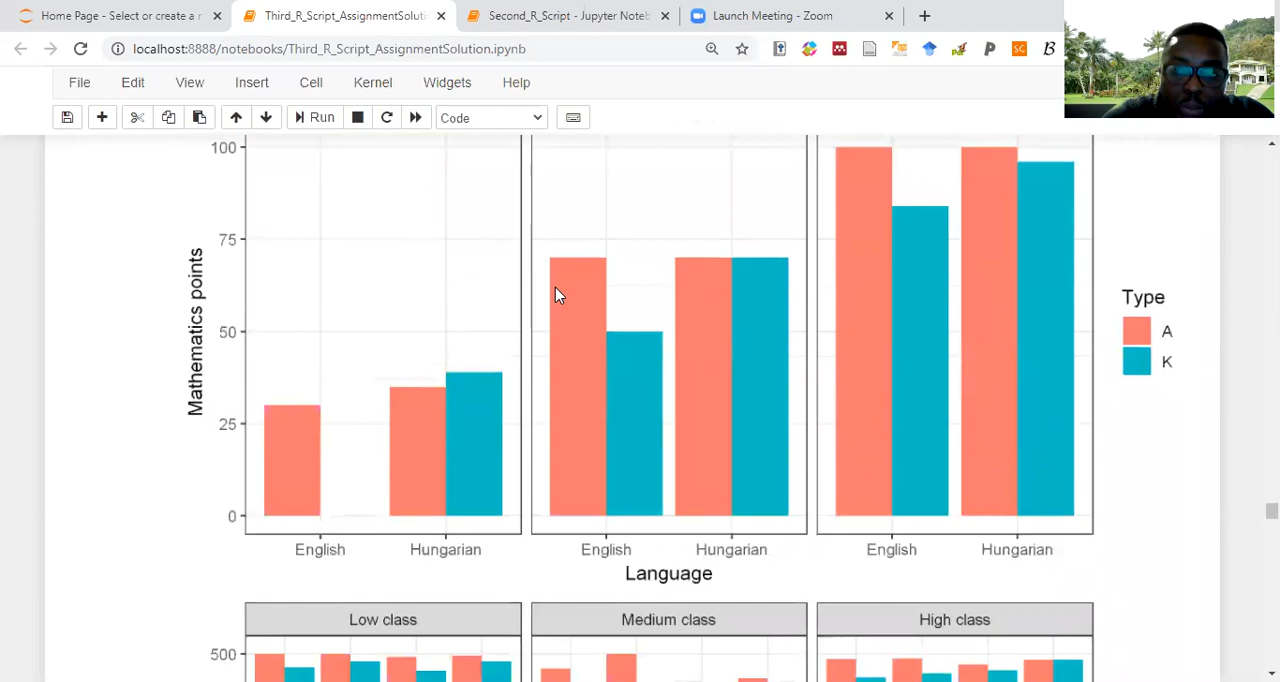 Home Page - Select or create a r
Third_R_Script_AssignmentSoluti
Second_R_Script - Jupyter Noteb
Launch Meeting - Zoom
localhost:8888/notebooks/Third_R_Script_AssignmentSolution.ipynb
SC
File Edit View Insert Cell Kernel Widgets Help
Run
Code
Mathematics points
100
75
50
25
0
English Hungarian English Hungarian English Hungarian
Language
Type
A
K
Low class Medium class High class
500